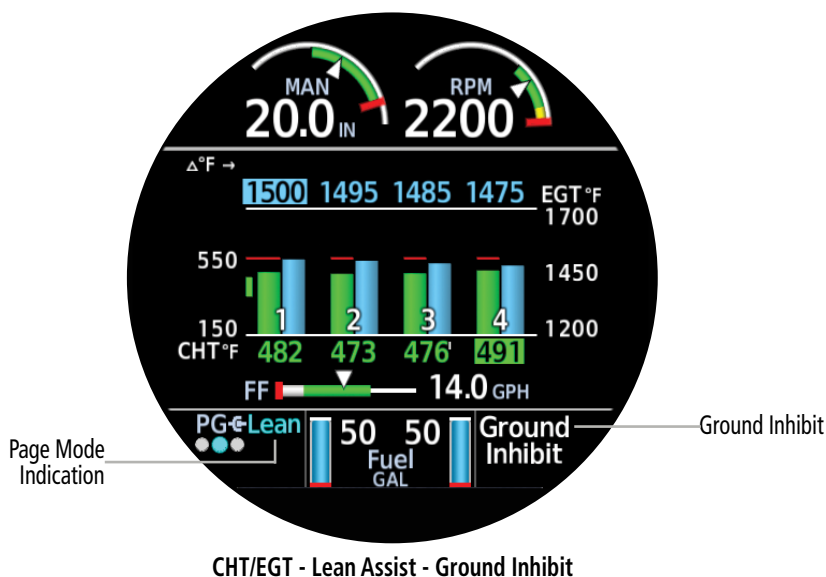 MAN
20.0 IN
RPM
2200
△°F →
1500 1495 1485 1475 EGT°F
1700
550
1450
1 2 3 4
150
1200
CHT°F 482 473 476' 491
FF 14.0 GPH
PG Lean
50 50
Fuel
GAL
Ground
Inhibit
Page Mode
Indication
Ground Inhibit
CHT/EGT - Lean Assist - Ground Inhibit